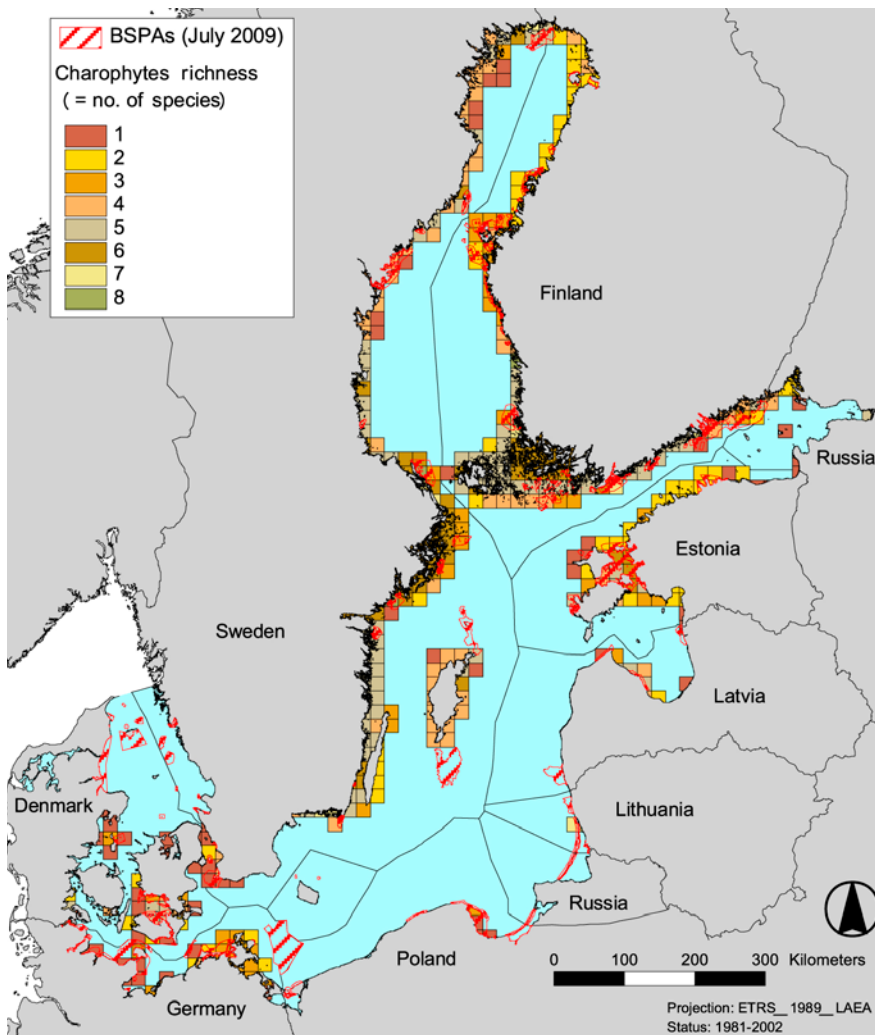 BSPAs (July 2009)
Charophytes richness
( = no. of species)
1
2
3
4
5
6
7
8
Finland
Russia
Estonia
Sweden
Latvia
Denmark
Lithuania
Russia
Poland
Germany
0 100 200 300 Kilometers
Projection: ETRS__1989__LAEA
Status: 1981-2002